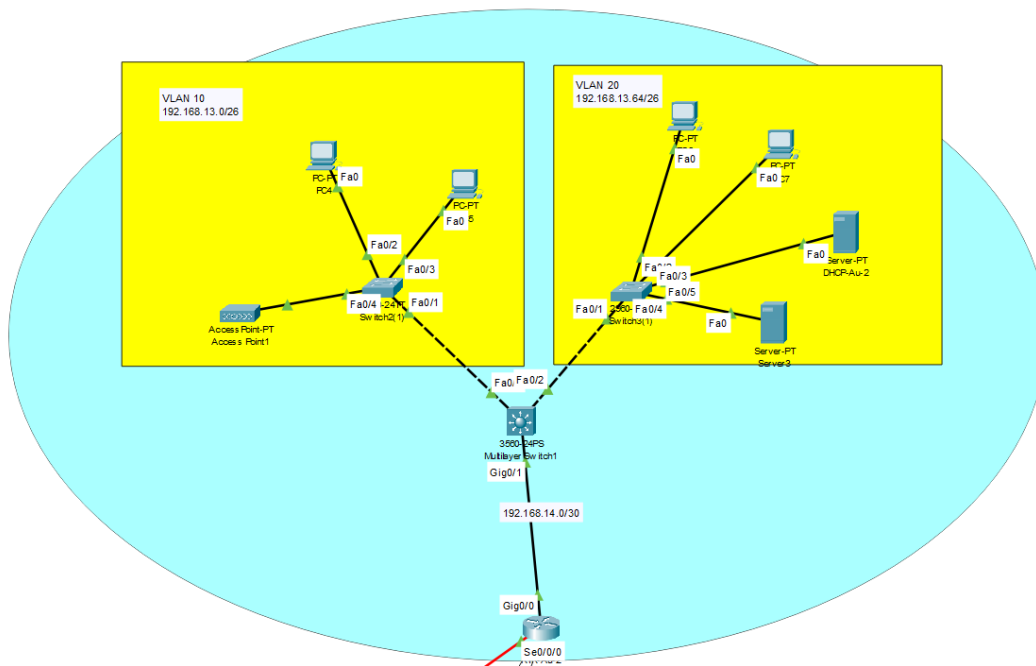 VLAN 10
192.168.13.0/26
VLAN 20
192.168.13.64/26
Fa0
PC4
Fa0
PC-PT
Fa0/2
Fa0/3
Fa0/4
Fa0/1
Switch2(1)
AccessPoint-PT
Access Point1
PC-PT
Fa0
PC-PT
Fa0
Fa0
Server-PT
DHCP-Au-2
Fa0/3
Fa0/5
Fa0/1
Fa0/4
Switch3(1)
Fa0
Server-PT
Server3
Fa0/2
3560-24PS
Multilayer Switch1
Gig0/1
192.168.14.0/30
Gig0/0
Se0/0/0